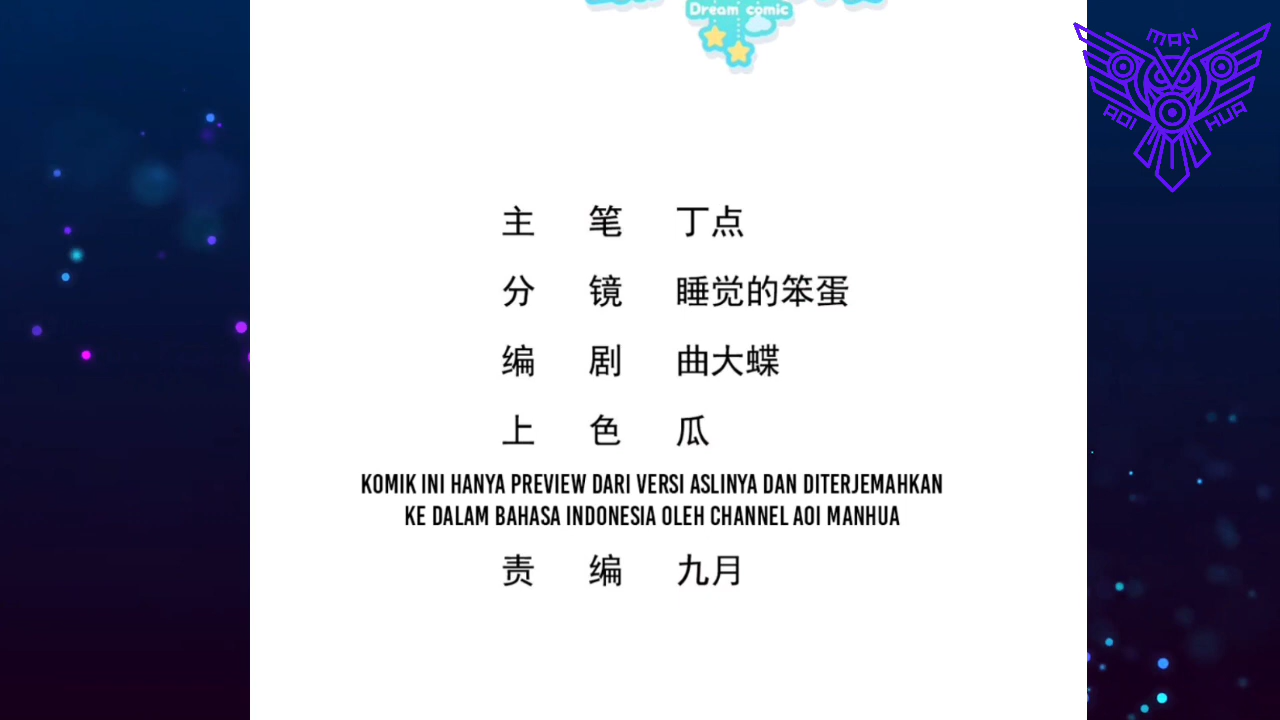 Dream comic
MAN
AOI HUA
主 笔 丁点
分 镜 睡觉的笨蛋
编 剧 曲大蝶
上 色 瓜
KOMIK INI HANYA PREVIEW DARI VERSI ASLINYA DAN DITERJEMAHKAN
KE DALAM BAHASA INDONESIA OLEH CHANNEL AOI MANHUA
责 编 九月